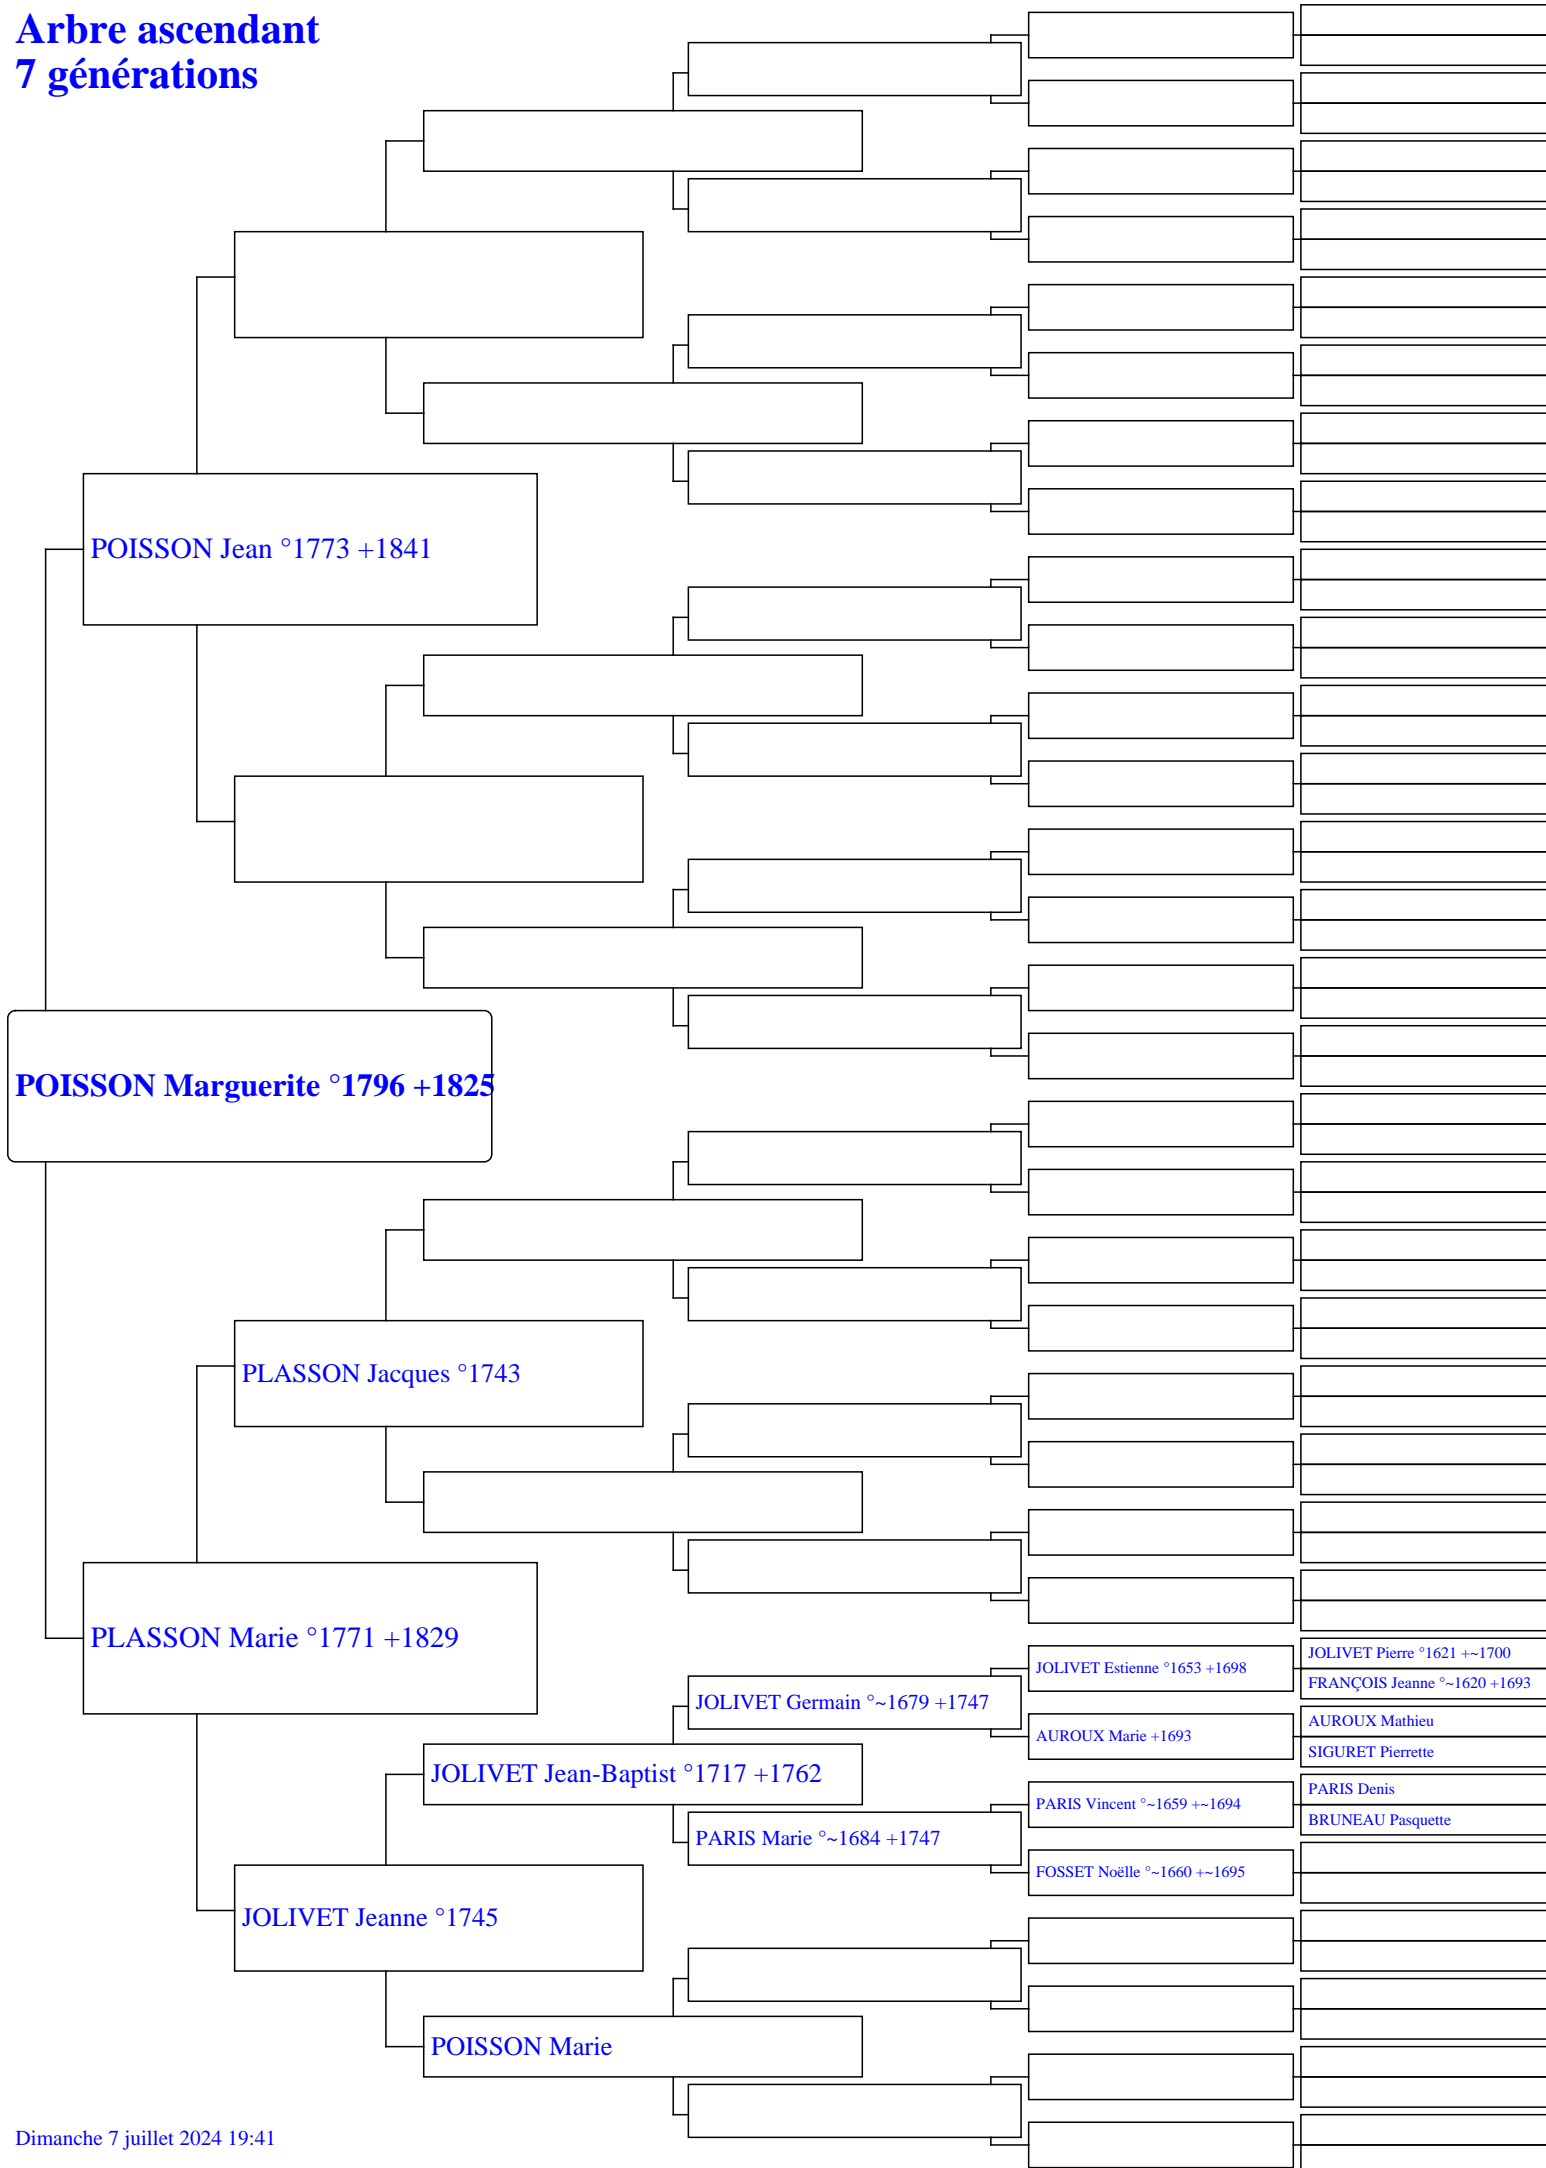 Arbre ascendant
7 générations
POISSON Jean °1773 +1841
POISSON Marguerite °1796 +1825
PLASSON Jacques °1743
PLASSON Marie °1771 +1829
JOLIVET Estienne °1653 +1698
JOLIVET Pierre °1621 +~1700
FRANÇOIS Jeanne °~1620 +1693
JOLIVET Germain °~1679 +1747
AUROUX Marie +1693
AUROUX Mathieu
SIGURET Pierrette
JOLIVET Jean-Baptist °1717 +1762
PARIS Vincent °~1659 +~1694
PARIS Denis
BRUNEAU Pasquette
PARIS Marie °~1684 +1747
FOSSET Noëlle °~1660 +~1695
JOLIVET Jeanne °1745
POISSON Marie
Dimanche 7 juillet 2024 19:41